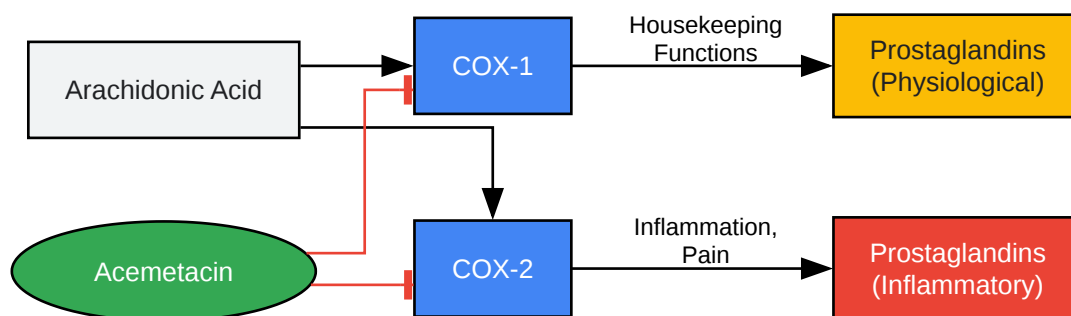 Housekeeping
Functions
Arachidonic Acid
COX-1
Prostaglandins
(Physiological)
Inflammation,
Pain
Acemetacin
COX-2
Prostaglandins
(Inflammatory)